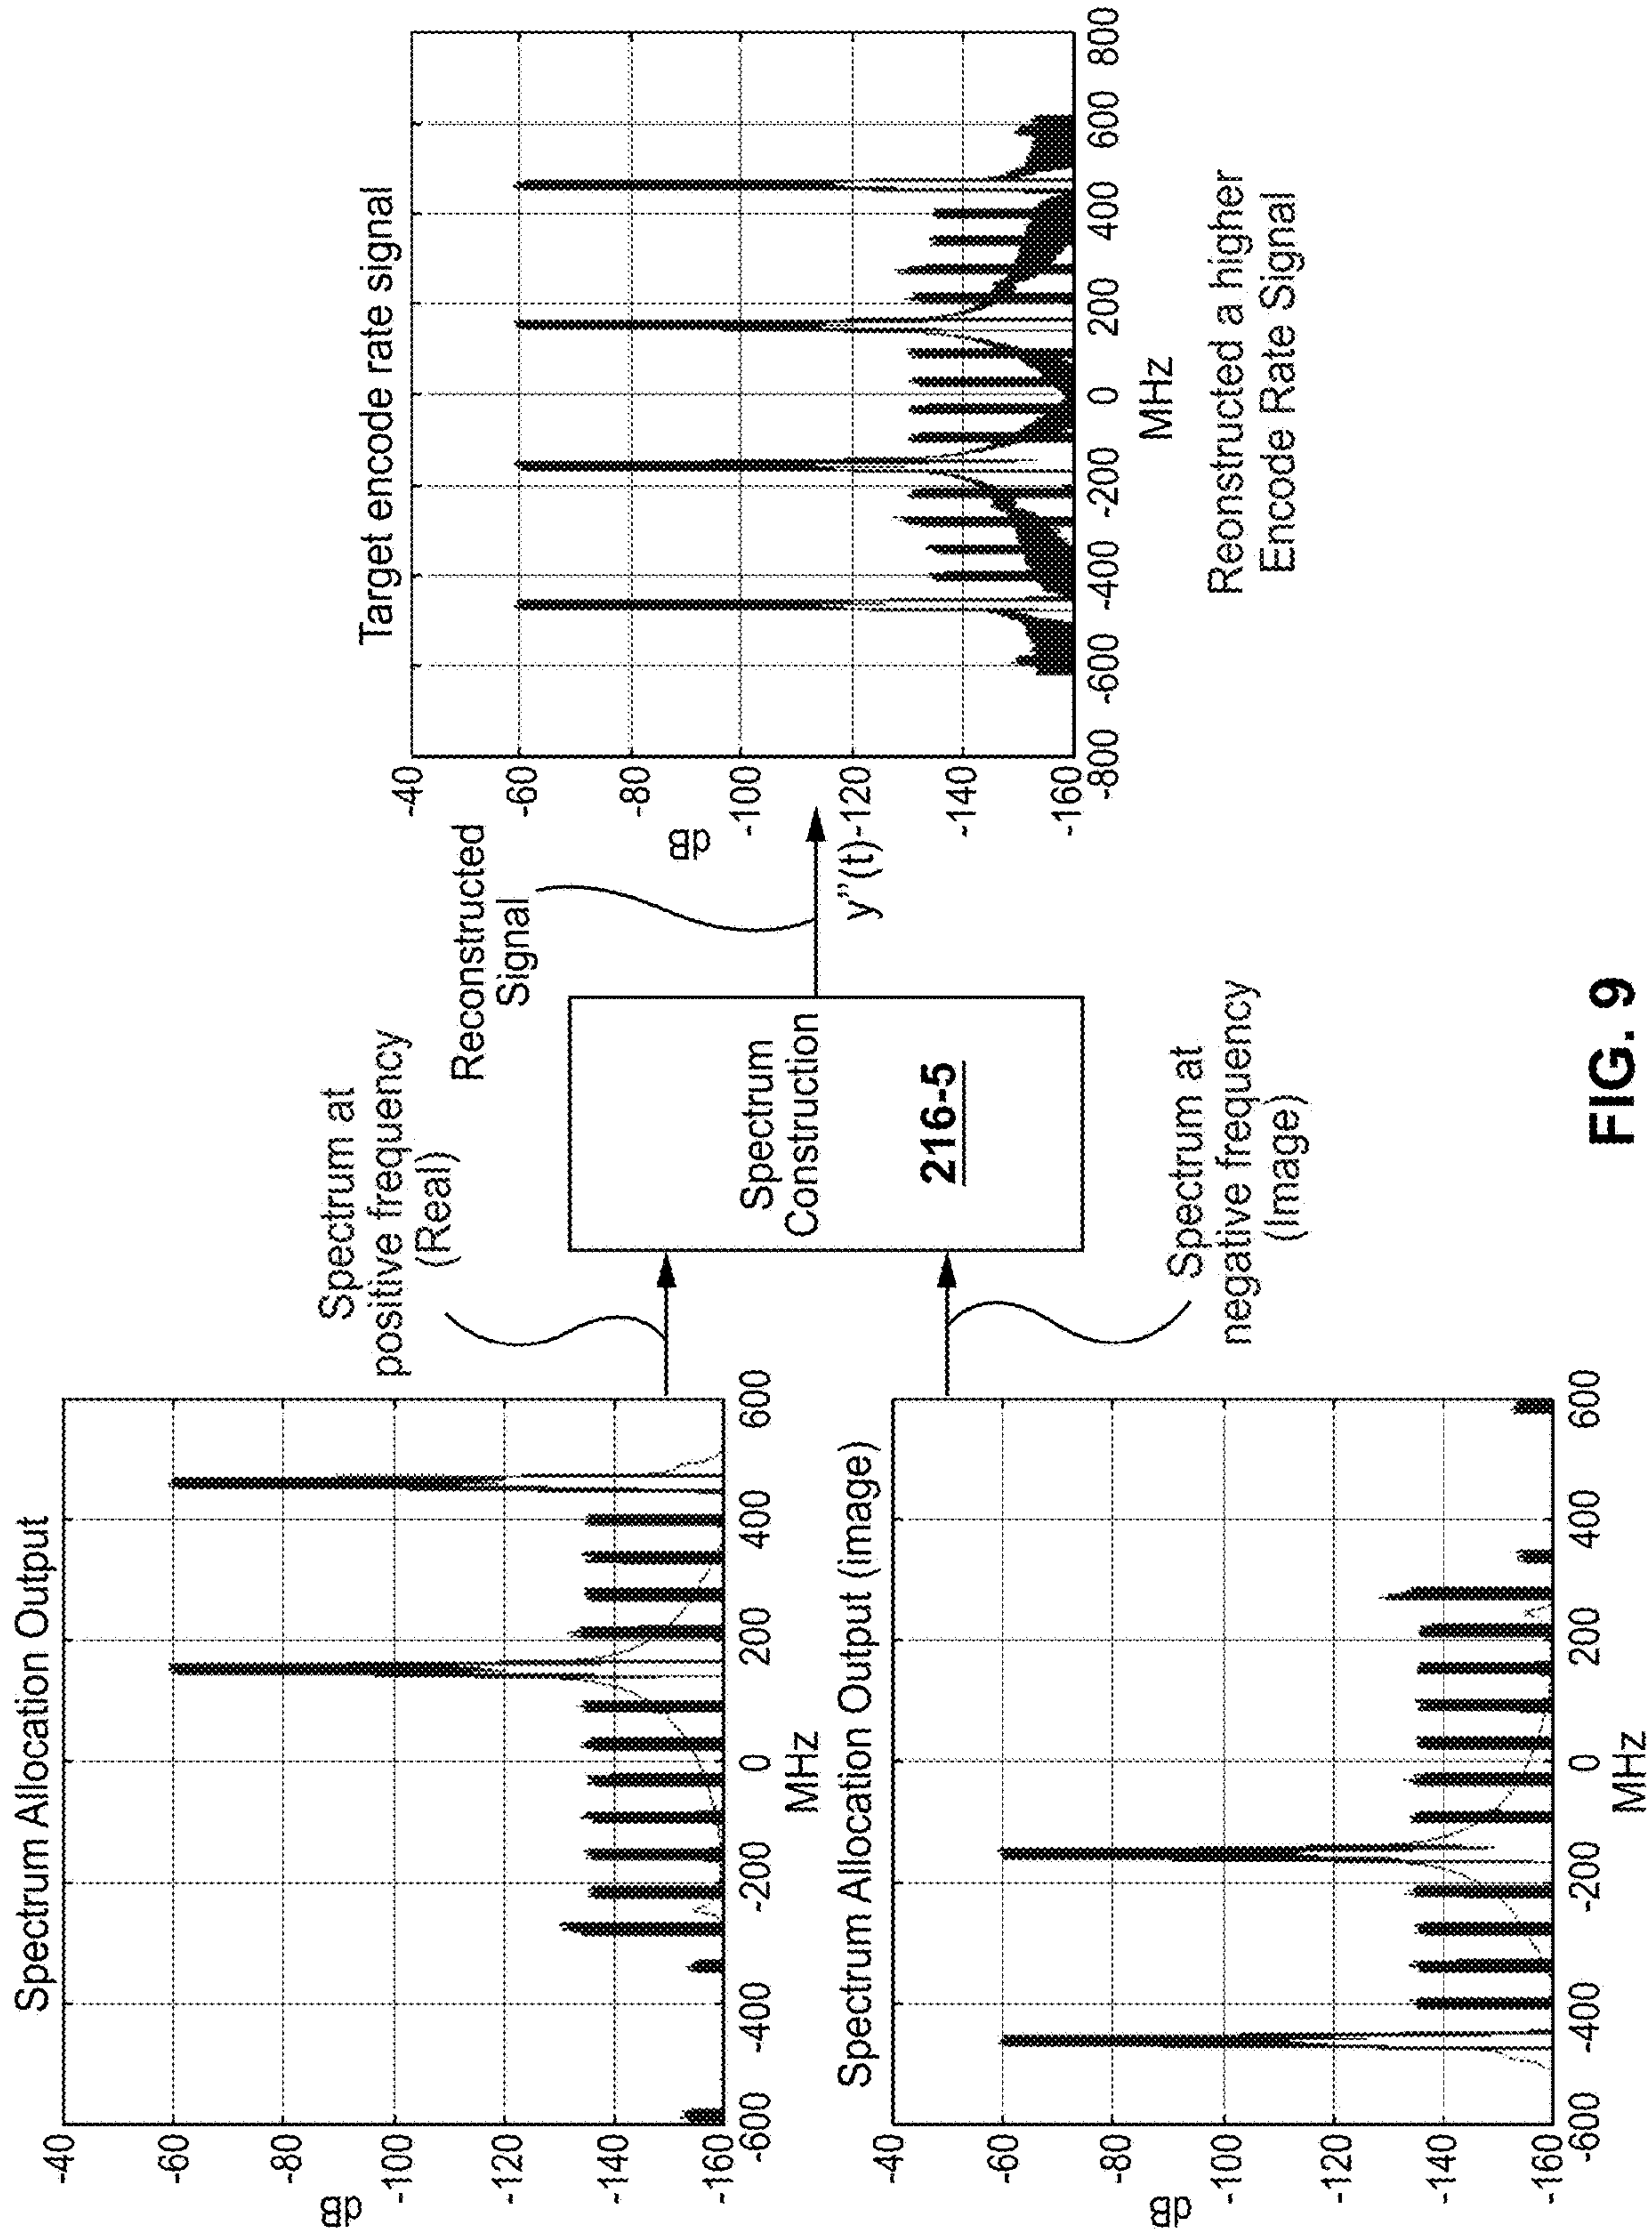 Spectrum Allocation Output
-40
-60
-80
dB
-100
-120
-140
-160
-600 -400 -200 0 200 400 600
MHz
Spectrum Allocation Output (image)
-40
-60
-80
dB
-100
-120
-140
-160
-600 -400 -200 0 200 400 600
MHz
Spectrum at
positive frequency
(Real)
Spectrum
Construction
216-5
Spectrum at
negative frequency
(Image)
Reconstructed
Signal
y"(t)
Target encode rate signal
-40
-60
-80
dB
-100
-120
-140
-160
-800 -600 -400 -200 0 200 400 600 800
MHz
Reonstructed a higher
Encode Rate Signal
FIG. 9